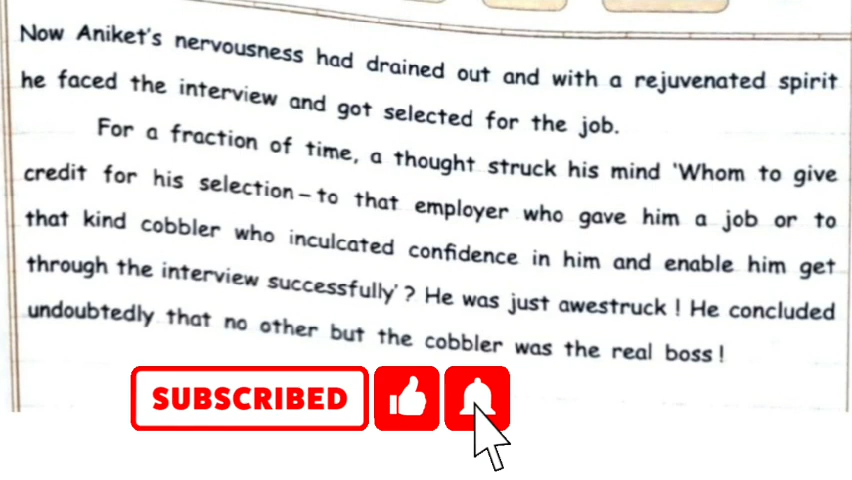 Now Aniket's nervousness had drained out and with a rejuvenated spirit
he faced the interview and got selected for the job.
For a fraction of time, a thought struck his mind 'Whom to give
credit for his selection – to that employer who gave him a job or to
that kind cobbler who inculcated confidence in him and enable him get
through the interview successfully' ? He was just awestruck ! He concluded
undoubtedly that no other but the cobbler was the real boss !
SUBSCRIBED